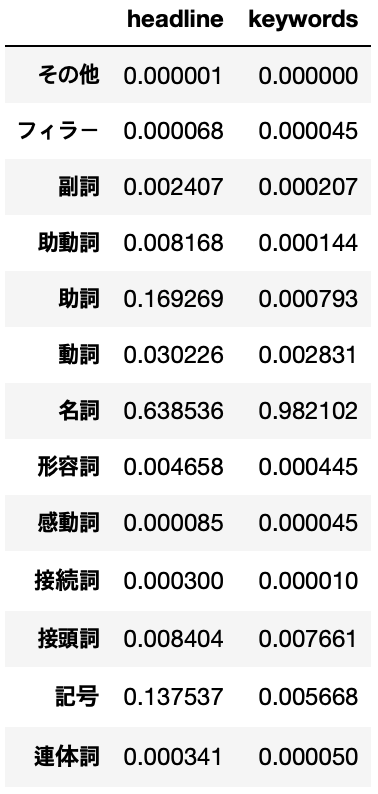 headline keywords
その他 0.000001 0.000000
フィラー 0.000068 0.000045
副詞 0.002407 0.000207
助動詞 0.008168 0.000144
助詞 0.169269 0.000793
動詞 0.030226 0.002831
名詞 0.638536 0.982102
形容詞 0.004658 0.000445
感動詞 0.000085 0.000045
接続詞 0.000300 0.000010
接頭詞 0.008404 0.007661
記号 0.137537 0.005668
連体詞 0.000341 0.000050